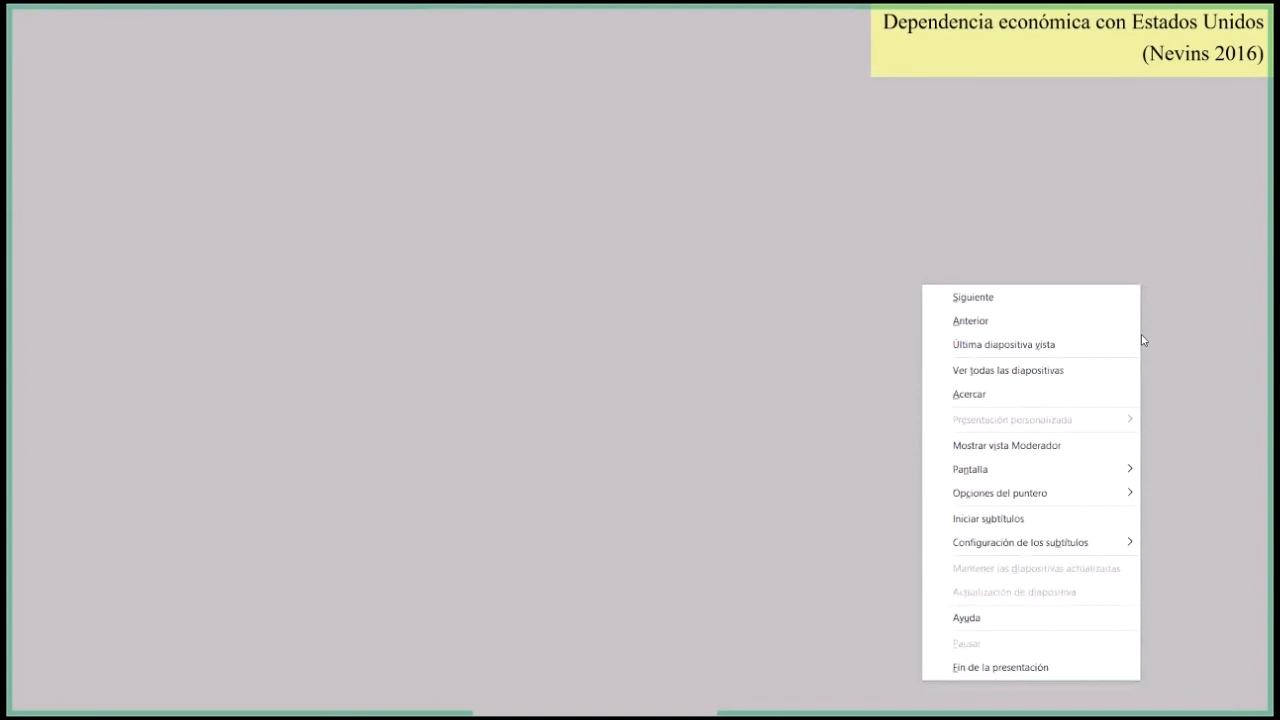 Dependencia económica con Estados Unidos
(Nevins 2016)
Siguiente
Anterior
Última diapositiva vista
Ver todas las diapositivas
Acercar
Presentación personalizada
Mostrar vista Moderador
Pantalla
Opciones del puntero
Iniciar subtítulos
Configuración de los subtítulos
Mantener las diapositivas actualizadas
Actualización de diapositiva
Ayuda
Pausar
Fin de la presentación